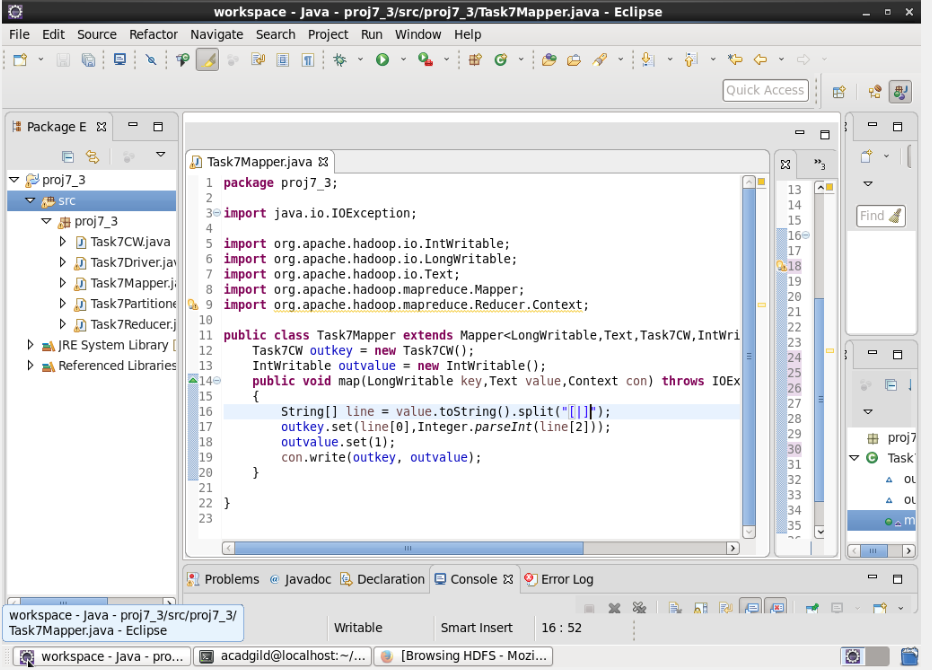 workspace - Java - proj7_3/src/proj7_3/Task7Mapper.java - Eclipse
File Edit Source Refactor Navigate Search Project Run Window Help
Quick Access
Package E
proj7_3
src
proj7_3
Task7CW.java
Task7Driver.jav
Task7Mapper.j
Task7Partitione
Task7Reducer.j
JRE System Library [
Referenced Libraries
Task7Mapper.java
1 package proj7_3;
2
3 import java.io.IOException;
4
5 import org.apache.hadoop.io.IntWritable;
6 import org.apache.hadoop.io.LongWritable;
7 import org.apache.hadoop.io.Text;
8 import org.apache.hadoop.mapreduce.Mapper;
9 import org.apache.hadoop.mapreduce.Reducer.Context;
10
11 public class Task7Mapper extends Mapper<LongWritable,Text,Task7CW,IntWri
12 Task7CW outkey = new Task7CW();
13 IntWritable outvalue = new IntWritable();
14 public void map(LongWritable key,Text value,Context con) throws IOEx
15 {
16 String[] line = value.toString().split("[|]");
17 outkey.set(line[0],Integer.parseInt(line[2]));
18 outvalue.set(1);
19 con.write(outkey, outvalue);
20 }
21
22 }
23
»3
13
14
15
16
17
18
19
20
21
22
23
24
25
26
27
28
29
30
31
32
33
34
35
Find
proj7
Task
ou
ou
m
Problems @ Javadoc Declaration Console Error Log
workspace - Java - proj7_3/src/proj7_3/
Task7Mapper.java - Eclipse
Writable Smart Insert 16 : 52
workspace - Java - pro... acadgild@localhost:~/... [Browsing HDFS - Mozi...